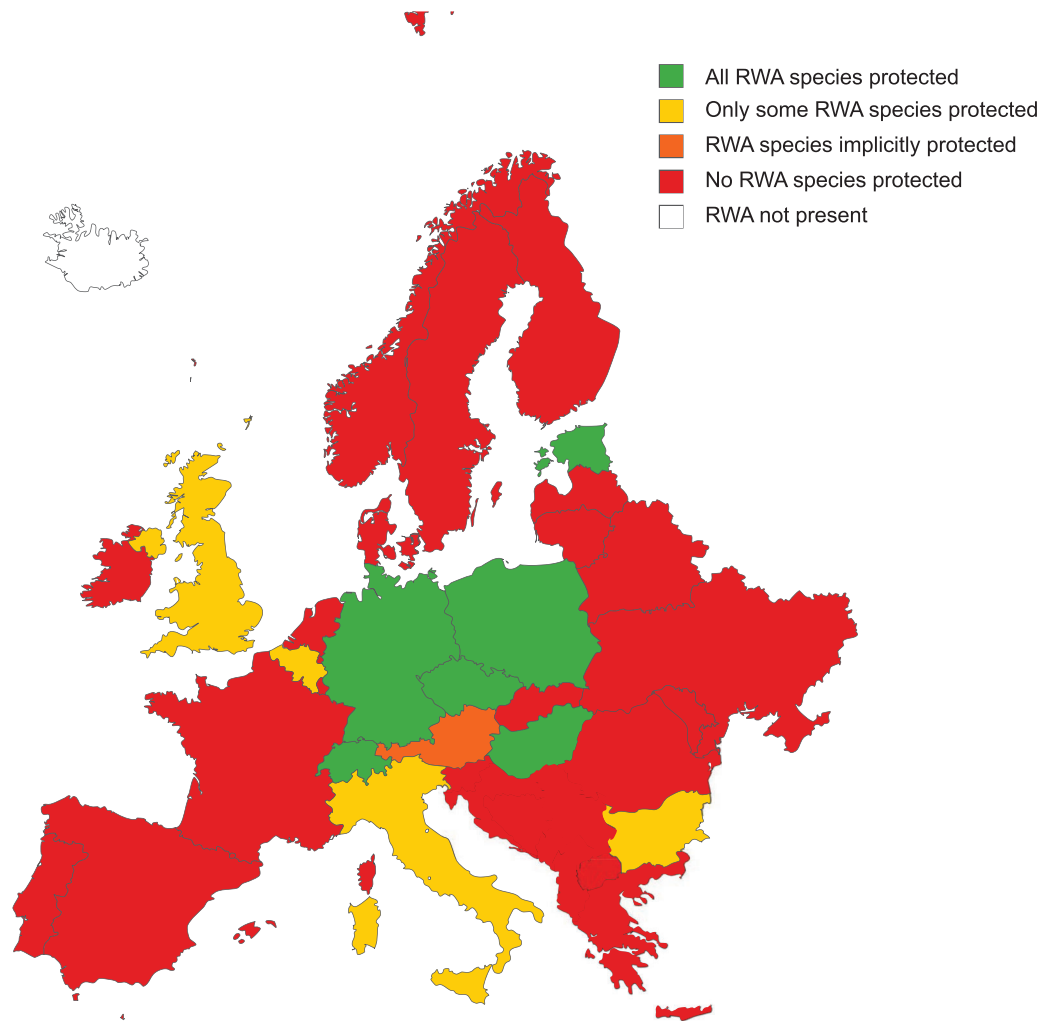 All RWA species protected
Only some RWA species protected
RWA species implicitly protected
No RWA species protected
RWA not present